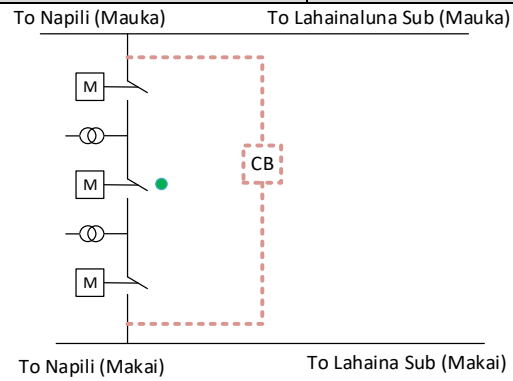 To Napili (Mauka) To Lahainaluna Sub (Mauka)
M
CB
M
M
To Napili (Makai) To Lahaina Sub (Makai)